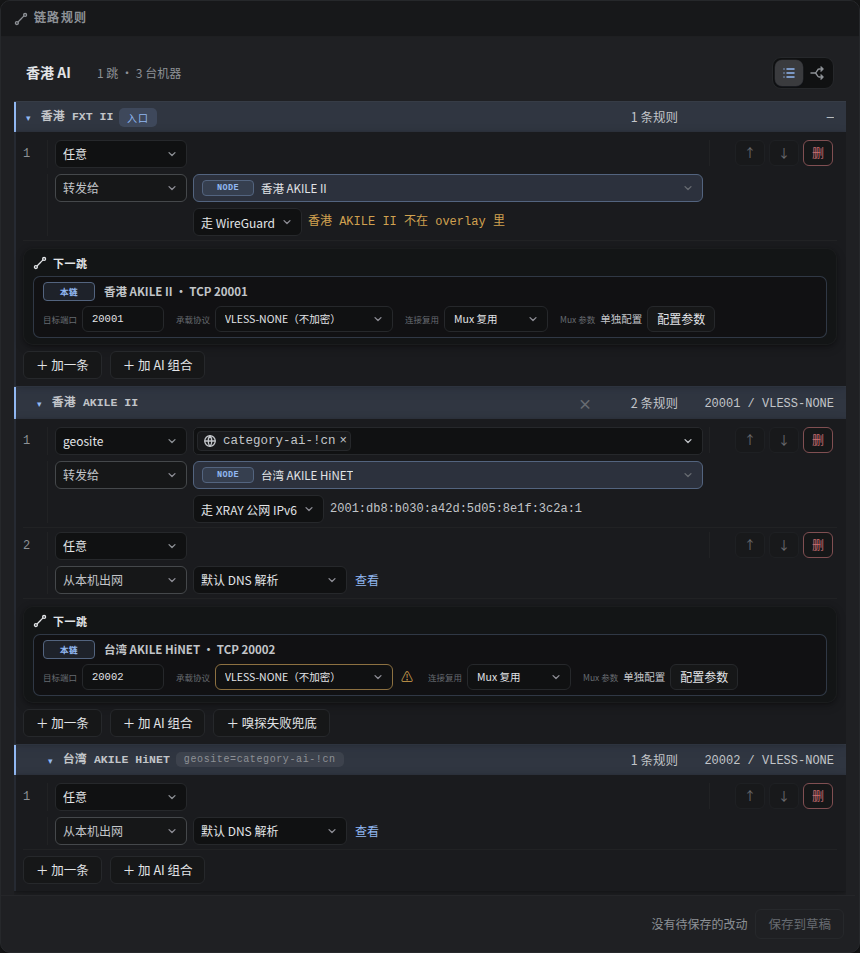 链路规则
香港 AI 1 跳 • 3 台机器
▾ 香港 FXT II 入口 1 条规则 −
1 任意 ↑ ↓ 删
转发给 NODE 香港 AKILE II
走 WireGuard 香港 AKILE II 不在 overlay 里
下一跳
本链 香港 AKILE II • TCP 20001
目标端口 20001 承载协议 VLESS-NONE（不加密） 连接复用 Mux 复用 Mux 参数 单独配置 配置参数
＋ 加一条 ＋ 加 AI 组合
▾ 香港 AKILE II × 2 条规则 20001 / VLESS-NONE
1 geosite category-ai-!cn × ↑ ↓ 删
转发给 NODE 台湾 AKILE HiNET
走 XRAY 公网 IPv6 2001:db8:b030:a42d:5d05:8e1f:3c2a:1
2 任意 ↑ ↓ 删
从本机出网 默认 DNS 解析 查看
下一跳
本链 台湾 AKILE HiNET • TCP 20002
目标端口 20002 承载协议 VLESS-NONE（不加密） 连接复用 Mux 复用 Mux 参数 单独配置 配置参数
＋ 加一条 ＋ 加 AI 组合 ＋ 嗅探失败兜底
▾ 台湾 AKILE HiNET geosite=category-ai-!cn 1 条规则 20002 / VLESS-NONE
1 任意 ↑ ↓ 删
从本机出网 默认 DNS 解析 查看
＋ 加一条 ＋ 加 AI 组合
没有待保存的改动 保存到草稿